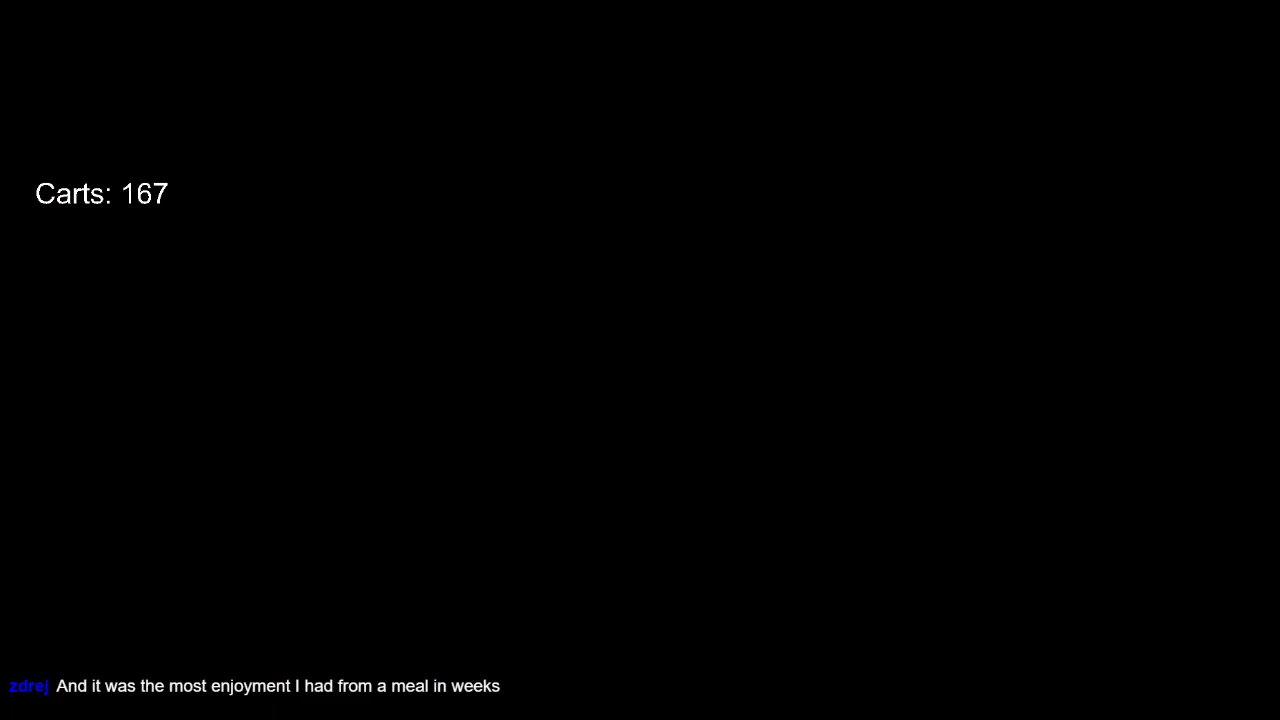 Carts: 167
zdrej And it was the most enjoyment I had from a meal in weeks